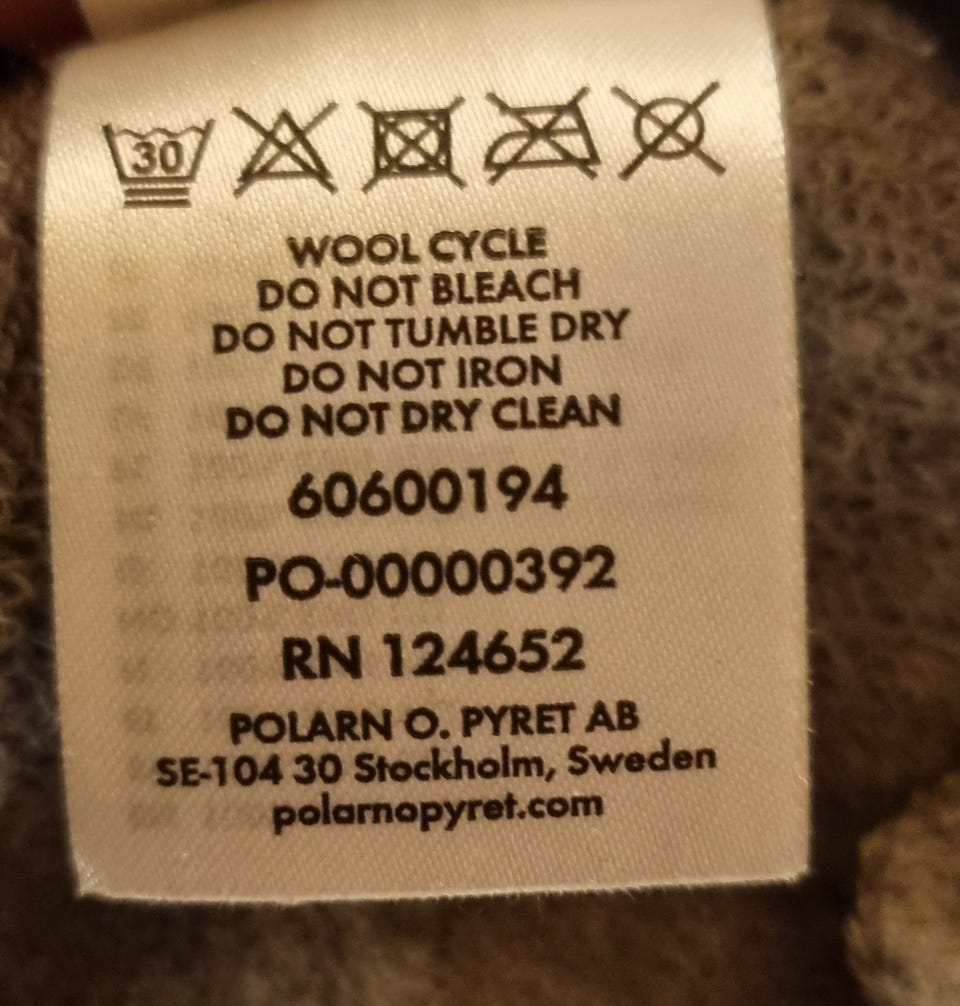 30
WOOL CYCLE
DO NOT BLEACH
DO NOT TUMBLE DRY
DO NOT IRON
DO NOT DRY CLEAN
60600194
PO-00000392
RN 124652
POLARN O. PYRET AB
SE-104 30 Stockholm, Sweden
polarnopyret.com